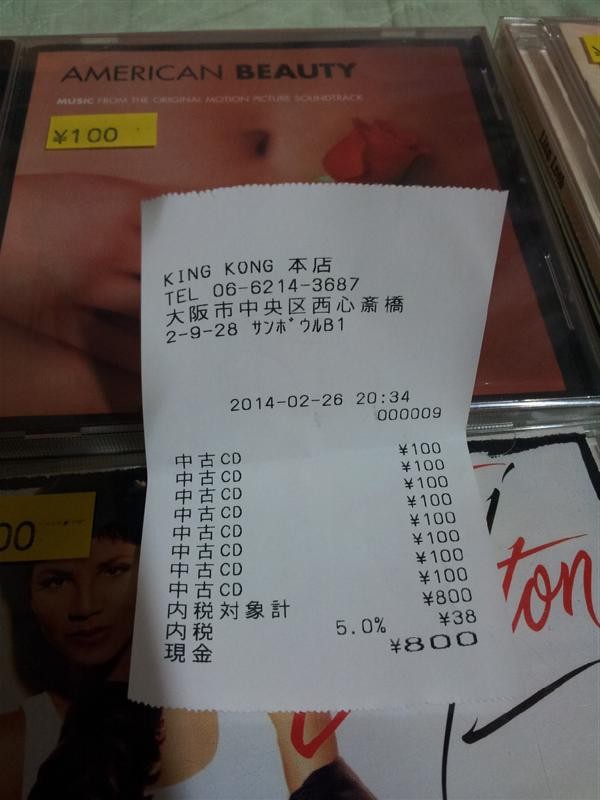 AMERICAN BEAUTY
MUSIC FROM THE ORIGINAL MOTION PICTURE SOUNDTRACK
¥100
KING KONG 本店
TEL 06-6214-3687
大阪市中央区西心斎橋
2-9-28 ｻﾝﾎﾞｳﾙB1
2014-02-26 20:34
000009
中古CD ¥100
中古CD ¥100
中古CD ¥100
中古CD ¥100
中古CD ¥100
中古CD ¥100
中古CD ¥100
中古CD ¥100
内税対象計 ¥800
内税 5.0% ¥38
現金 ¥800
00
ton